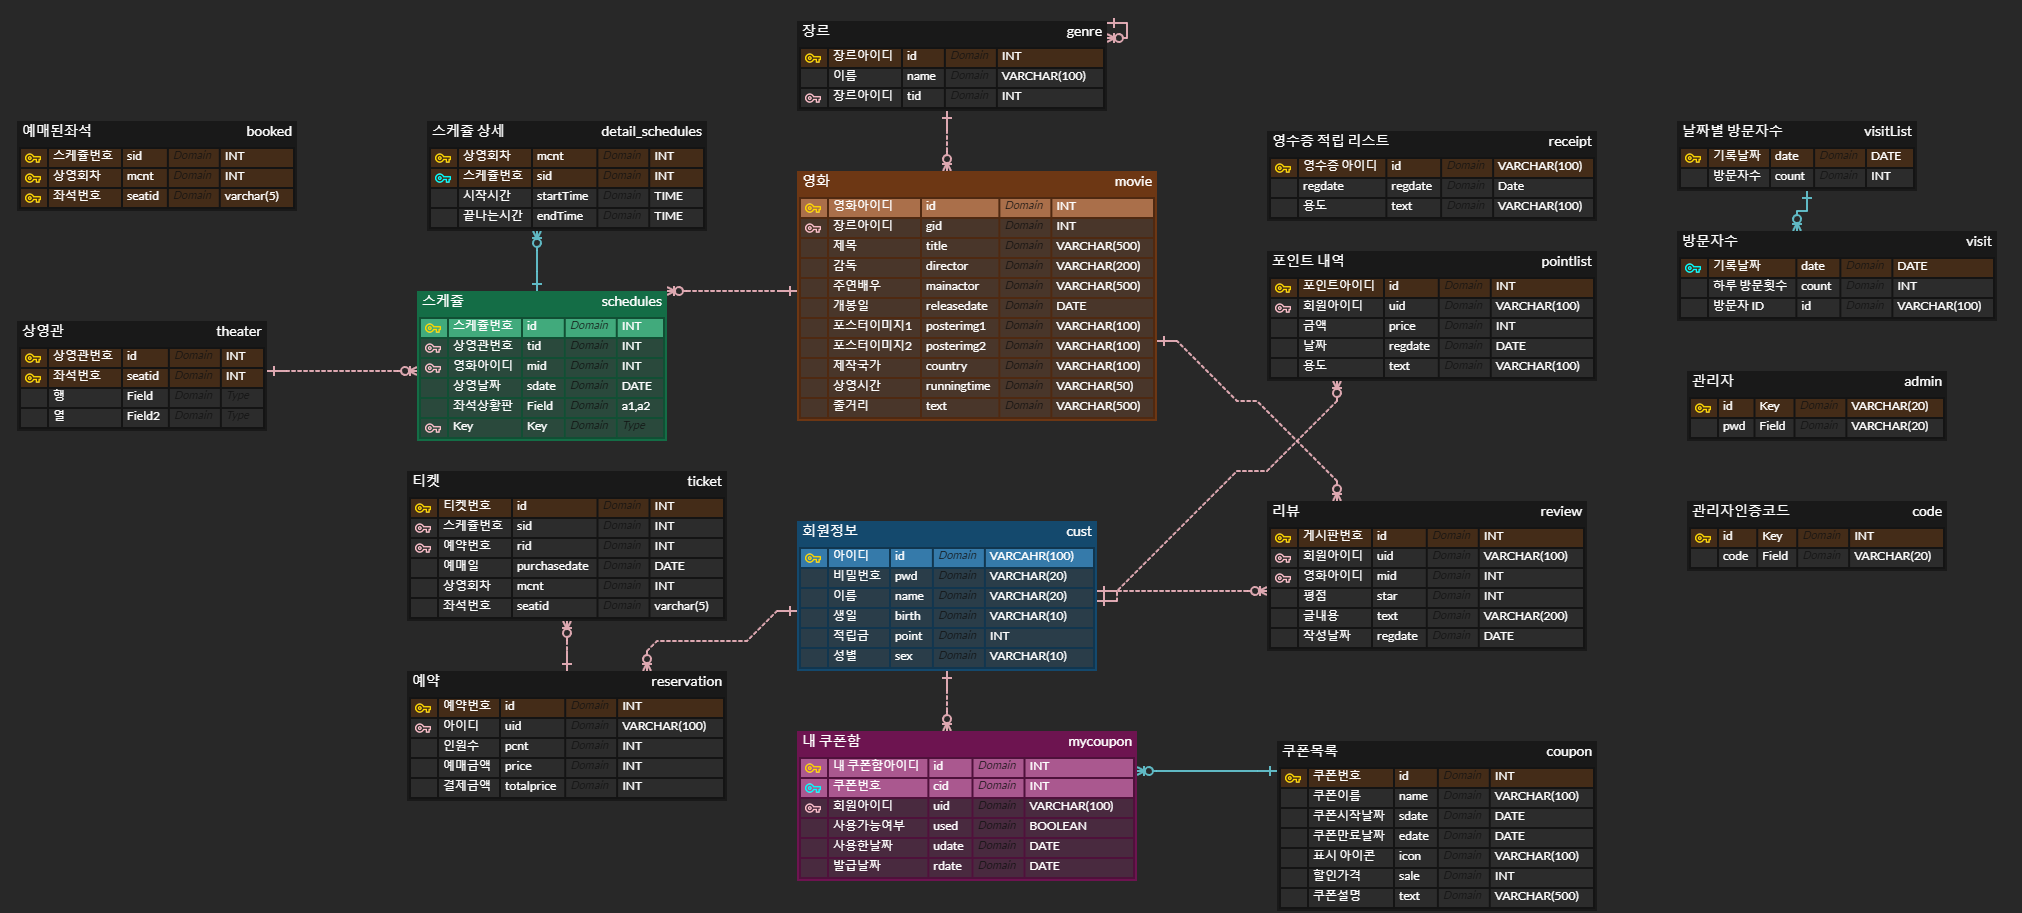 장르 genre
장르아이디 id Domain INT
이름 name Domain VARCHAR(100)
장르아이디 tid Domain INT
예매된좌석 booked
스케쥴번호 sid Domain INT
상영회차 mcnt Domain INT
좌석번호 seatid Domain varchar(5)
스케쥴 상세 detail_schedules
상영회차 mcnt Domain INT
스케쥴번호 sid Domain INT
시작시간 startTime Domain TIME
끝나는시간 endTime Domain TIME
영화 movie
영화아이디 id Domain INT
장르아이디 gid Domain INT
제목 title Domain VARCHAR(500)
감독 director Domain VARCHAR(200)
주연배우 mainactor Domain VARCHAR(500)
개봉일 releasedate Domain DATE
포스터이미지1 posterimg1 Domain VARCHAR(100)
포스터이미지2 posterimg2 Domain VARCHAR(100)
제작국가 country Domain VARCHAR(100)
상영시간 runningtime Domain VARCHAR(50)
줄거리 text Domain VARCHAR(500)
영수증 적립 리스트 receipt
영수증 아이디 id Domain VARCHAR(100)
regdate regdate Domain Date
용도 text Domain VARCHAR(100)
날짜별 방문자수 visitList
기록날짜 date Domain DATE
방문자수 count Domain INT
방문자수 visit
기록날짜 date Domain DATE
하루 방문횟수 count Domain INT
방문자 ID id Domain VARCHAR(100)
포인트 내역 pointlist
포인트아이디 id Domain INT
회원아이디 uid Domain VARCHAR(100)
금액 price Domain INT
날짜 regdate Domain DATE
용도 text Domain VARCHAR(100)
상영관 theater
상영관번호 id Domain INT
좌석번호 seatid Domain INT
행 Field Domain Type
열 Field2 Domain Type
스케쥴 schedules
스케쥴번호 id Domain INT
상영관번호 tid Domain INT
영화아이디 mid Domain INT
상영날짜 sdate Domain DATE
좌석상황판 Field Domain a1,a2
Key Key Domain Type
관리자 admin
id Key Domain VARCHAR(20)
pwd Field Domain VARCHAR(20)
티켓 ticket
티켓번호 id Domain INT
스케쥴번호 sid Domain INT
예약번호 rid Domain INT
예매일 purchasedate Domain DATE
상영회차 mcnt Domain INT
좌석번호 seatid Domain varchar(5)
회원정보 cust
아이디 id Domain VARCAHR(100)
비밀번호 pwd Domain VARCHAR(20)
이름 name Domain VARCHAR(20)
생일 birth Domain VARCHAR(10)
적립금 point Domain INT
성별 sex Domain VARCHAR(10)
리뷰 review
게시판번호 id Domain INT
회원아이디 uid Domain VARCHAR(100)
영화아이디 mid Domain INT
평점 star Domain INT
글내용 text Domain VARCHAR(200)
작성날짜 regdate Domain DATE
관리자인증코드 code
id Key Domain INT
code Field Domain VARCHAR(20)
예약 reservation
예약번호 id Domain INT
아이디 uid Domain VARCHAR(100)
인원수 pcnt Domain INT
예매금액 price Domain INT
결제금액 totalprice Domain INT
내 쿠폰함 mycoupon
내 쿠폰함아이디 id Domain INT
쿠폰번호 cid Domain INT
회원아이디 uid Domain VARCHAR(100)
사용가능여부 used Domain BOOLEAN
사용한날짜 udate Domain DATE
발급날짜 rdate Domain DATE
쿠폰목록 coupon
쿠폰번호 id Domain INT
쿠폰이름 name Domain VARCHAR(100)
쿠폰시작날짜 sdate Domain DATE
쿠폰만료날짜 edate Domain DATE
표시 아이콘 icon Domain VARCHAR(100)
할인가격 sale Domain INT
쿠폰설명 text Domain VARCHAR(500)